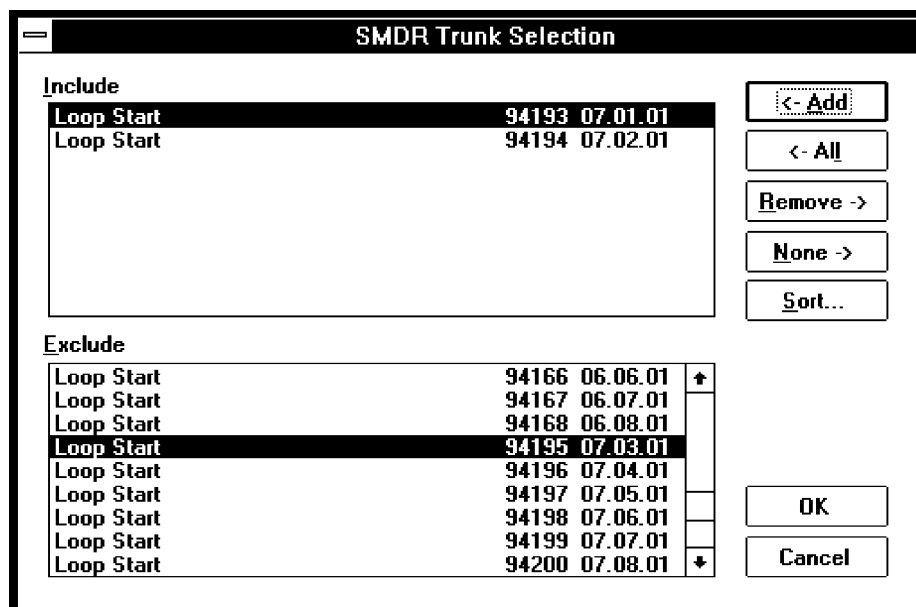 SMDR Trunk Selection
Include
Loop Start 94193 07.01.01
Loop Start 94194 07.02.01
<- Add
<- All
Remove ->
None ->
Sort...
Exclude
Loop Start 94166 06.06.01
Loop Start 94167 06.07.01
Loop Start 94168 06.08.01
Loop Start 94195 07.03.01
Loop Start 94196 07.04.01
Loop Start 94197 07.05.01
Loop Start 94198 07.06.01
Loop Start 94199 07.07.01
Loop Start 94200 07.08.01
OK
Cancel